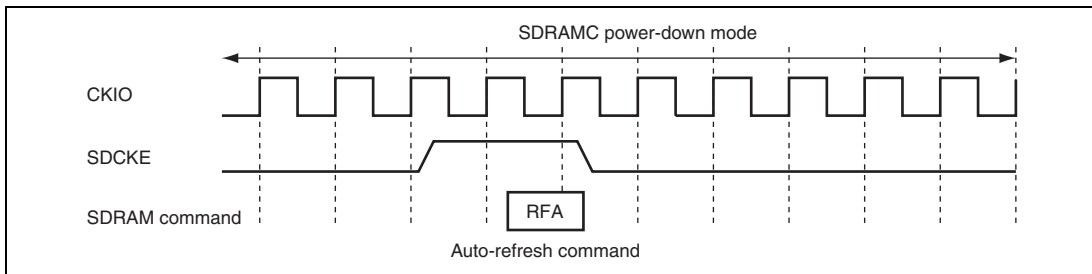 SDRAMC power-down mode
CKIO
SDCKE
SDRAM command
RFA
Auto-refresh command